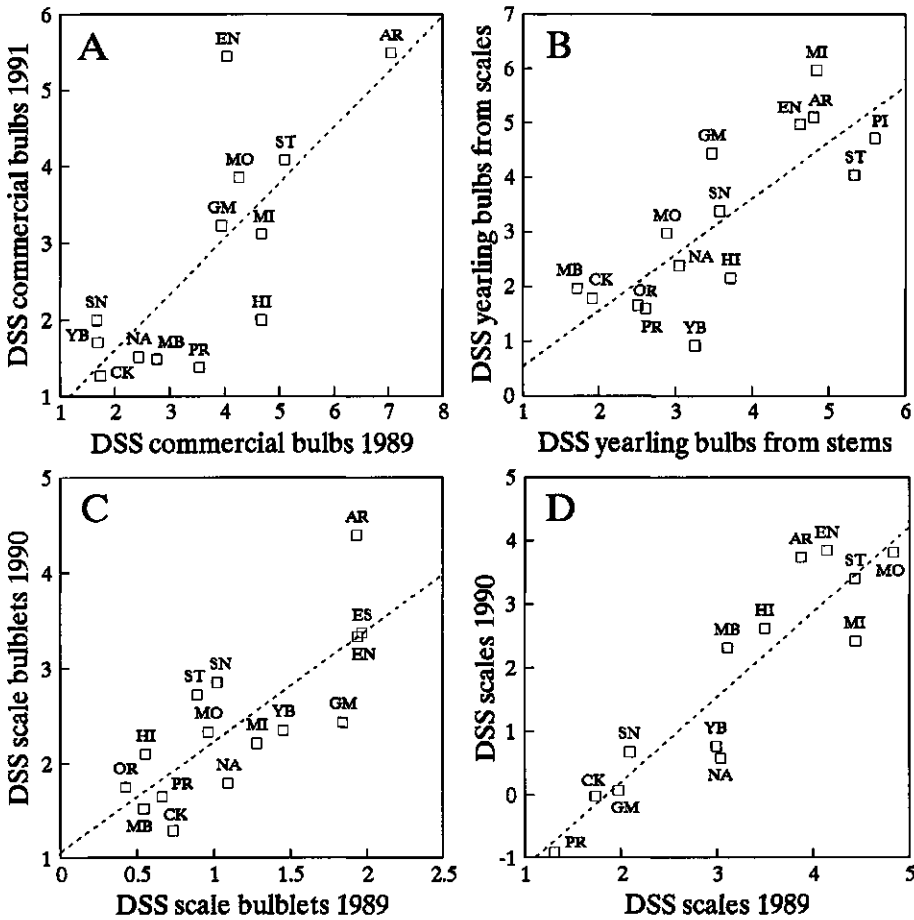 A
DSS commercial bulbs 1991
6
5
4
3
2
1
EN
AR
ST
MO
GM
MI
HI
SN
YB
NA
MB
PR
CK
1 2 3 4 5 6 7 8
DSS commercial bulbs 1989
B
DSS yearling bulbs from scales
7
6
5
4
3
2
1
0
MI
EN
AR
PI
GM
ST
SN
MO
NA
HI
MB
CK
OR
PR
YB
1 2 3 4 5 6
DSS yearling bulbs from stems
C
DSS scale bulblets 1990
5
4
3
2
1
AR
ES
EN
SN
ST
GM
MO
MI
YB
HI
NA
OR
PR
MB
CK
0 0.5 1 1.5 2 2.5
DSS scale bulblets 1989
D
DSS scales 1990
5
4
3
2
1
0
-1
AR
EN
ST
MO
HI
MB
MI
YB
SN
NA
CK
GM
PR
1 2 3 4 5
DSS scales 1989